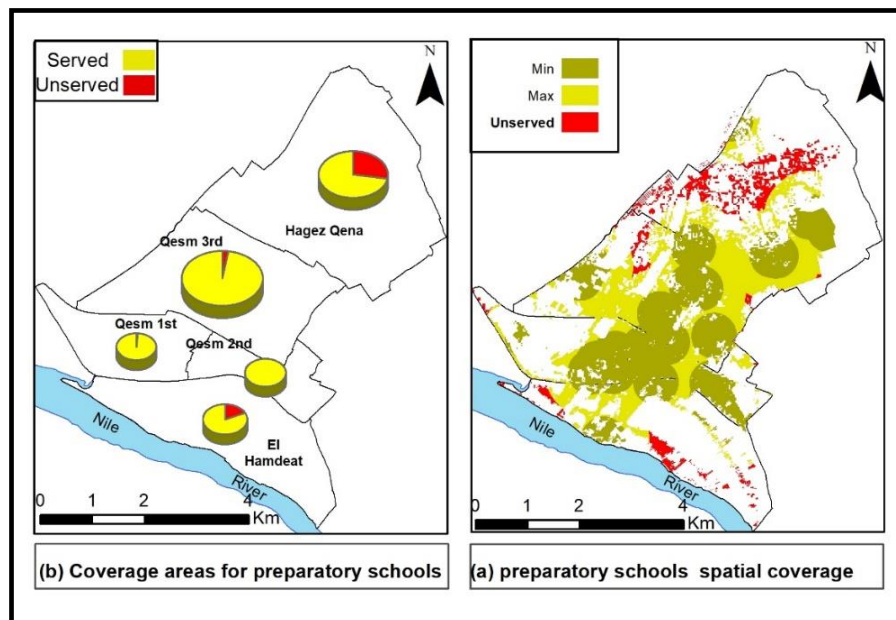 Served
Unserved
N
Hagez Qena
Qesm 3rd
Qesm 1st
Qesm 2nd
El
Hamdeat
Nile
River
0 1 2 4
Km
(b) Coverage areas for preparatory schools
Min
Max
Unserved
N
Nile
River
0 1 2 4
Km
(a) preparatory schools spatial coverage